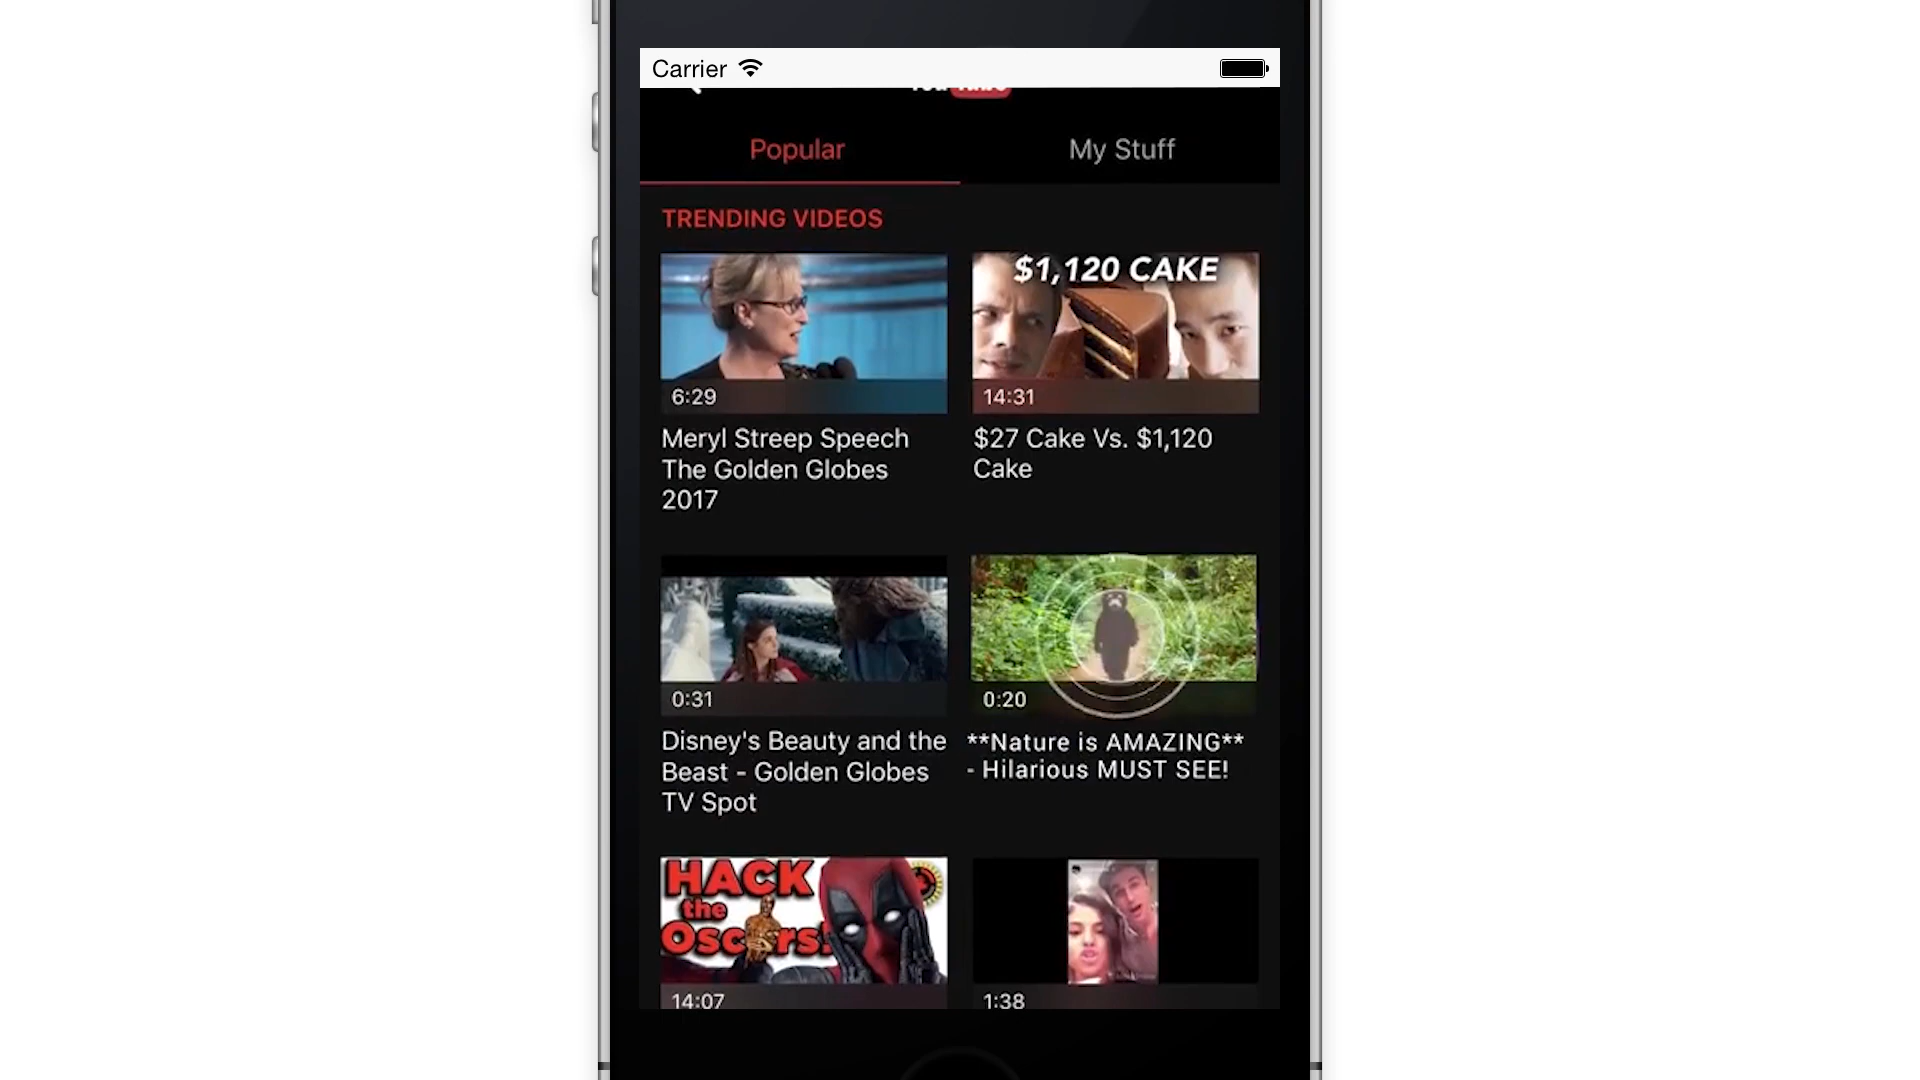 Carrier
You Tube
Popular
My Stuff
TRENDING VIDEOS
$1,120 CAKE
6:29
14:31
Meryl Streep Speech
The Golden Globes
2017
$27 Cake Vs. $1,120
Cake
0:31
0:20
Disney's Beauty and the
Beast - Golden Globes
TV Spot
**Nature is AMAZING**
- Hilarious MUST SEE!
HACK
the
Oscars!
14:07
1:38